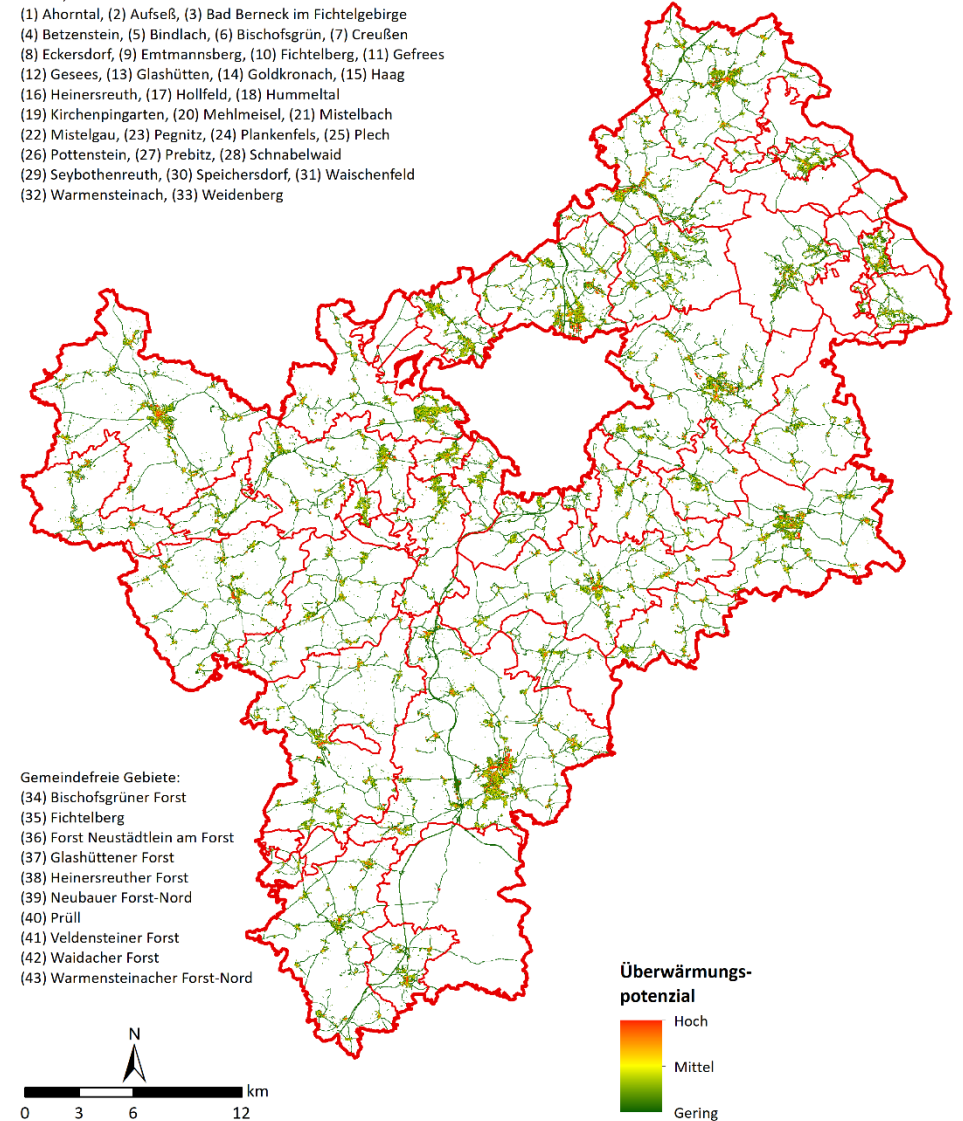 (1) Ahorntal, (2) Aufseß, (3) Bad Berneck im Fichtelgebirge
(4) Betzenstein, (5) Bindlach, (6) Bischofsgrün, (7) Creußen
(8) Eckersdorf, (9) Emtmannsberg, (10) Fichtelberg, (11) Gefrees
(12) Gesees, (13) Glashütten, (14) Goldkronach, (15) Haag
(16) Heinersreuth, (17) Hollfeld, (18) Hummeltal
(19) Kirchenpingarten, (20) Mehlmeisel, (21) Mistelbach
(22) Mistelgau, (23) Pegnitz, (24) Plankenfels, (25) Plech
(26) Pottenstein, (27) Prebitz, (28) Schnabelwaid
(29) Seybothenreuth, (30) Speichersdorf, (31) Waischenfeld
(32) Warmensteinach, (33) Weidenberg
Gemeindefreie Gebiete:
(34) Bischofsgrüner Forst
(35) Fichtelberg
(36) Forst Neustädtlein am Forst
(37) Glashüttener Forst
(38) Heinersreuther Forst
(39) Neubauer Forst-Nord
(40) Prüll
(41) Veldensteiner Forst
(42) Waidacher Forst
(43) Warmensteinacher Forst-Nord
N
km
0 3 6 12
Überwärmungs-
potenzial
Hoch
Mittel
Gering